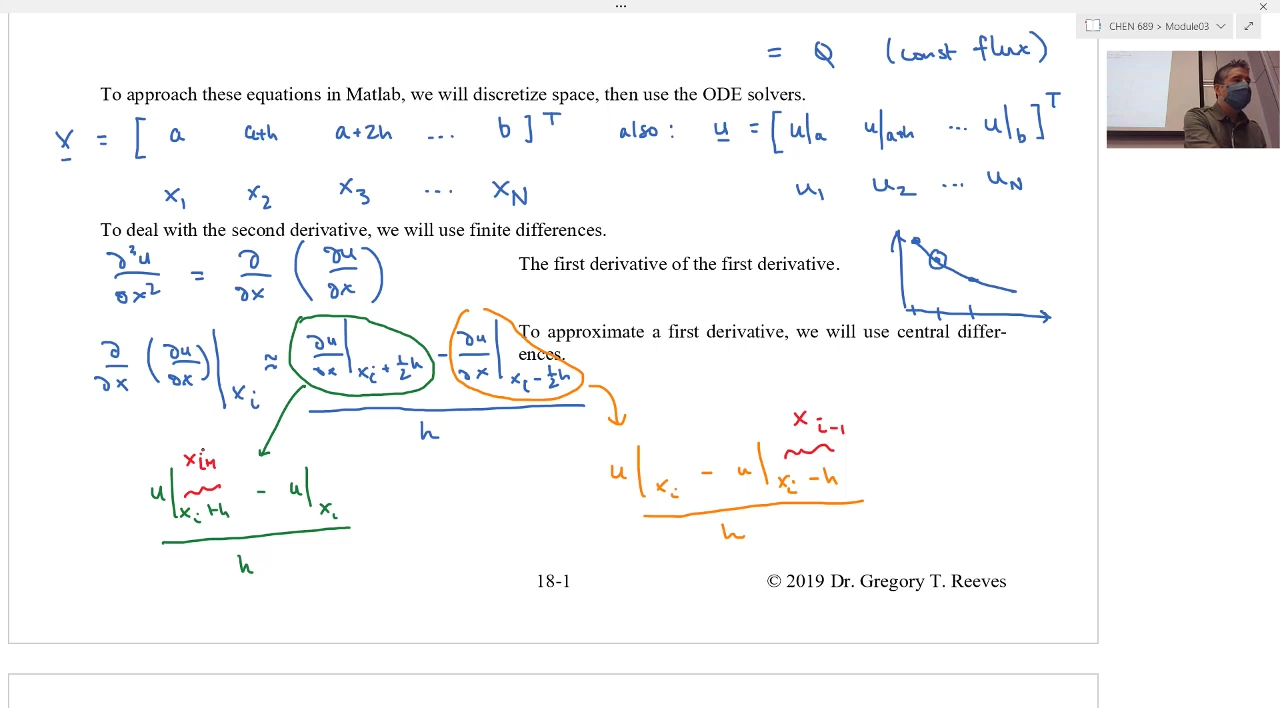 CHEN 689 > Module03
= Q (const flux)
To approach these equations in Matlab, we will discretize space, then use the ODE solvers.
x = [ a a+h a+2h ... b ]ᵀ also: u = [ u|ₐ u|ₐ₊ₕ ... u|b ]ᵀ
x₁ x₂ x₃ ... x_N u₁ u₂ ... u_N
To deal with the second derivative, we will use finite differences.
∂²u/∂x² = ∂/∂x (∂u/∂x)
The first derivative of the first derivative.
To approximate a first derivative, we will use central differ-
ences.
∂/∂x (∂u/∂x)|xᵢ ≈ (∂u/∂x|xᵢ+½h - ∂u/∂x|xᵢ-½h) / h
xᵢ₊₁ xᵢ₋₁
(u|xᵢ+h - u|xᵢ) / h (u|xᵢ - u|xᵢ-h) / h
18-1 © 2019 Dr. Gregory T. Reeves